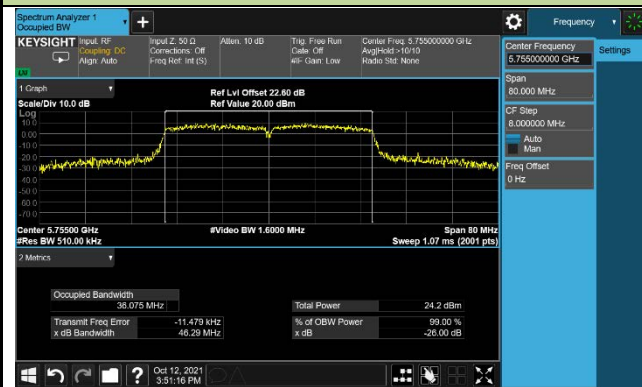 Spectrum Analyzer 1
Occupied BW
Frequency
KEYSIGHT
Input: RF
Coupling: DC
Align: Auto
Input Z: 50 Ω
Corrections: Off
Freq Ref: Int (S)
Atten: 10 dB
Trig: Free Run
Gate: Off
#IF Gain: Low
Center Freq: 5.755000000 GHz
Avg|Hold:>10/10
Radio Std: None
Center Frequency
5.755000000 GHz
Settings
Span
80.000 MHz
CF Step
8.000000 MHz
Auto
Man
Freq Offset
0 Hz
1 Graph
Scale/Div 10.0 dB
Ref Lvl Offset 22.60 dB
Ref Value 20.00 dBm
Log
10.0
0.00
-10.0
-20.0
-30.0
-40.0
-50.0
-60.0
-70.0
Center 5.75500 GHz
#Res BW 510.00 kHz
#Video BW 1.6000 MHz
Span 80 MHz
Sweep 1.07 ms (2001 pts)
2 Metrics
Occupied Bandwidth
36.075 MHz
Total Power 24.2 dBm
Transmit Freq Error -11.479 kHz
% of OBW Power 99.00 %
x dB Bandwidth 46.29 MHz
x dB -26.00 dB
Oct 12, 2021
3:51:16 PM